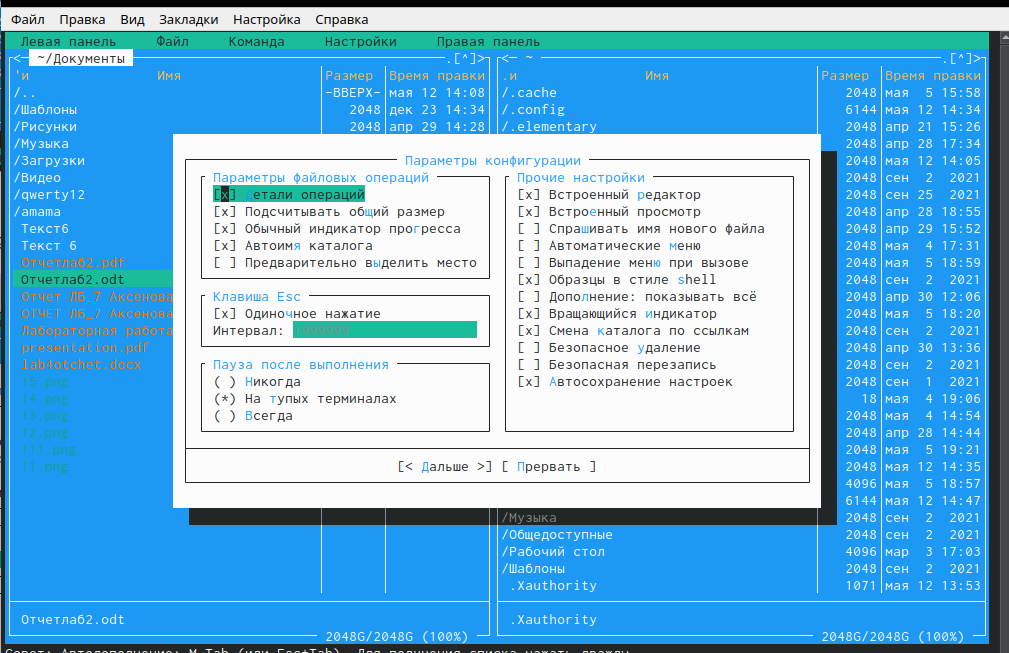 Файл Правка Вид Закладки Настройка Справка
Левая панель Файл Команда Настройки Правая панель
<─ ~/Документы .[^]> <─ ~ .[^]>
'и Имя Размер Время правки .и Имя Размер Время правки
/.. -ВВЕРХ- мая 12 14:08 /.cache 2048 мая 5 15:58
/Шаблоны 2048 дек 23 14:34 /.config 6144 мая 12 14:34
/Рисунки 2048 апр 29 14:28 /.elementary 2048 апр 21 15:26
/Музыка 2048 апр 28 17:34
/Загрузки Параметры конфигурации 2048 мая 12 14:05
/Видео Параметры файловых операций Прочие настройки 2048 сен 2 2021
/qwerty12 [x] Детали операций [x] Встроенный редактор 2048 сен 25 2021
/amama [x] Подсчитывать общий размер [x] Встроенный просмотр 2048 апр 28 18:55
Текст6 [x] Обычный индикатор прогресса [ ] Спрашивать имя нового файла 2048 апр 29 15:52
Текст 6 [x] Автоимя каталога [ ] Автоматические меню 2048 мая 4 17:31
Отчетлаб2.pdf [ ] Предварительно выделить место [ ] Выпадение меню при вызове 2048 мая 5 18:59
Отчетлаб2.odt [x] Образцы в стиле shell 2048 сен 2 2021
Отчет ЛБ_7 Аксенова Клавиша Esc [ ] Дополнение: показывать всё 2048 апр 30 12:06
ОТЧЕТ ЛБ_7 Аксенова [x] Одиночное нажатие [x] Вращающийся индикатор 2048 мая 5 18:20
Лабораторная работа Интервал: 1000000 [x] Смена каталога по ссылкам 2048 сен 2 2021
presentation.pdf [ ] Безопасное удаление 2048 апр 30 13:36
lab4otchet.docx Пауза после выполнения [ ] Безопасная перезапись 2048 сен 2 2021
15.png ( ) Никогда [x] Автосохранение настроек 2048 сен 1 2021
14.png (*) На тупых терминалах 18 мая 4 19:06
13.png ( ) Всегда 2048 мая 4 14:54
12.png 2048 апр 28 14:44
111.png 2048 мая 5 19:21
11.png [< Дальше >] [ Прервать ] 2048 мая 12 14:35
4096 мая 5 18:57
6144 мая 12 14:47
/Музыка 2048 сен 2 2021
/Общедоступные 2048 сен 2 2021
/Рабочий стол 4096 мар 3 17:03
/Шаблоны 2048 сен 2 2021
.Xauthority 1071 мая 12 13:53
Отчетлаб2.odt .Xauthority
2048G/2048G (100%) 2048G/2048G (100%)
Совет: Автодополнение: M-Tab (или Esc+Tab). Для получения списка нажать дважды